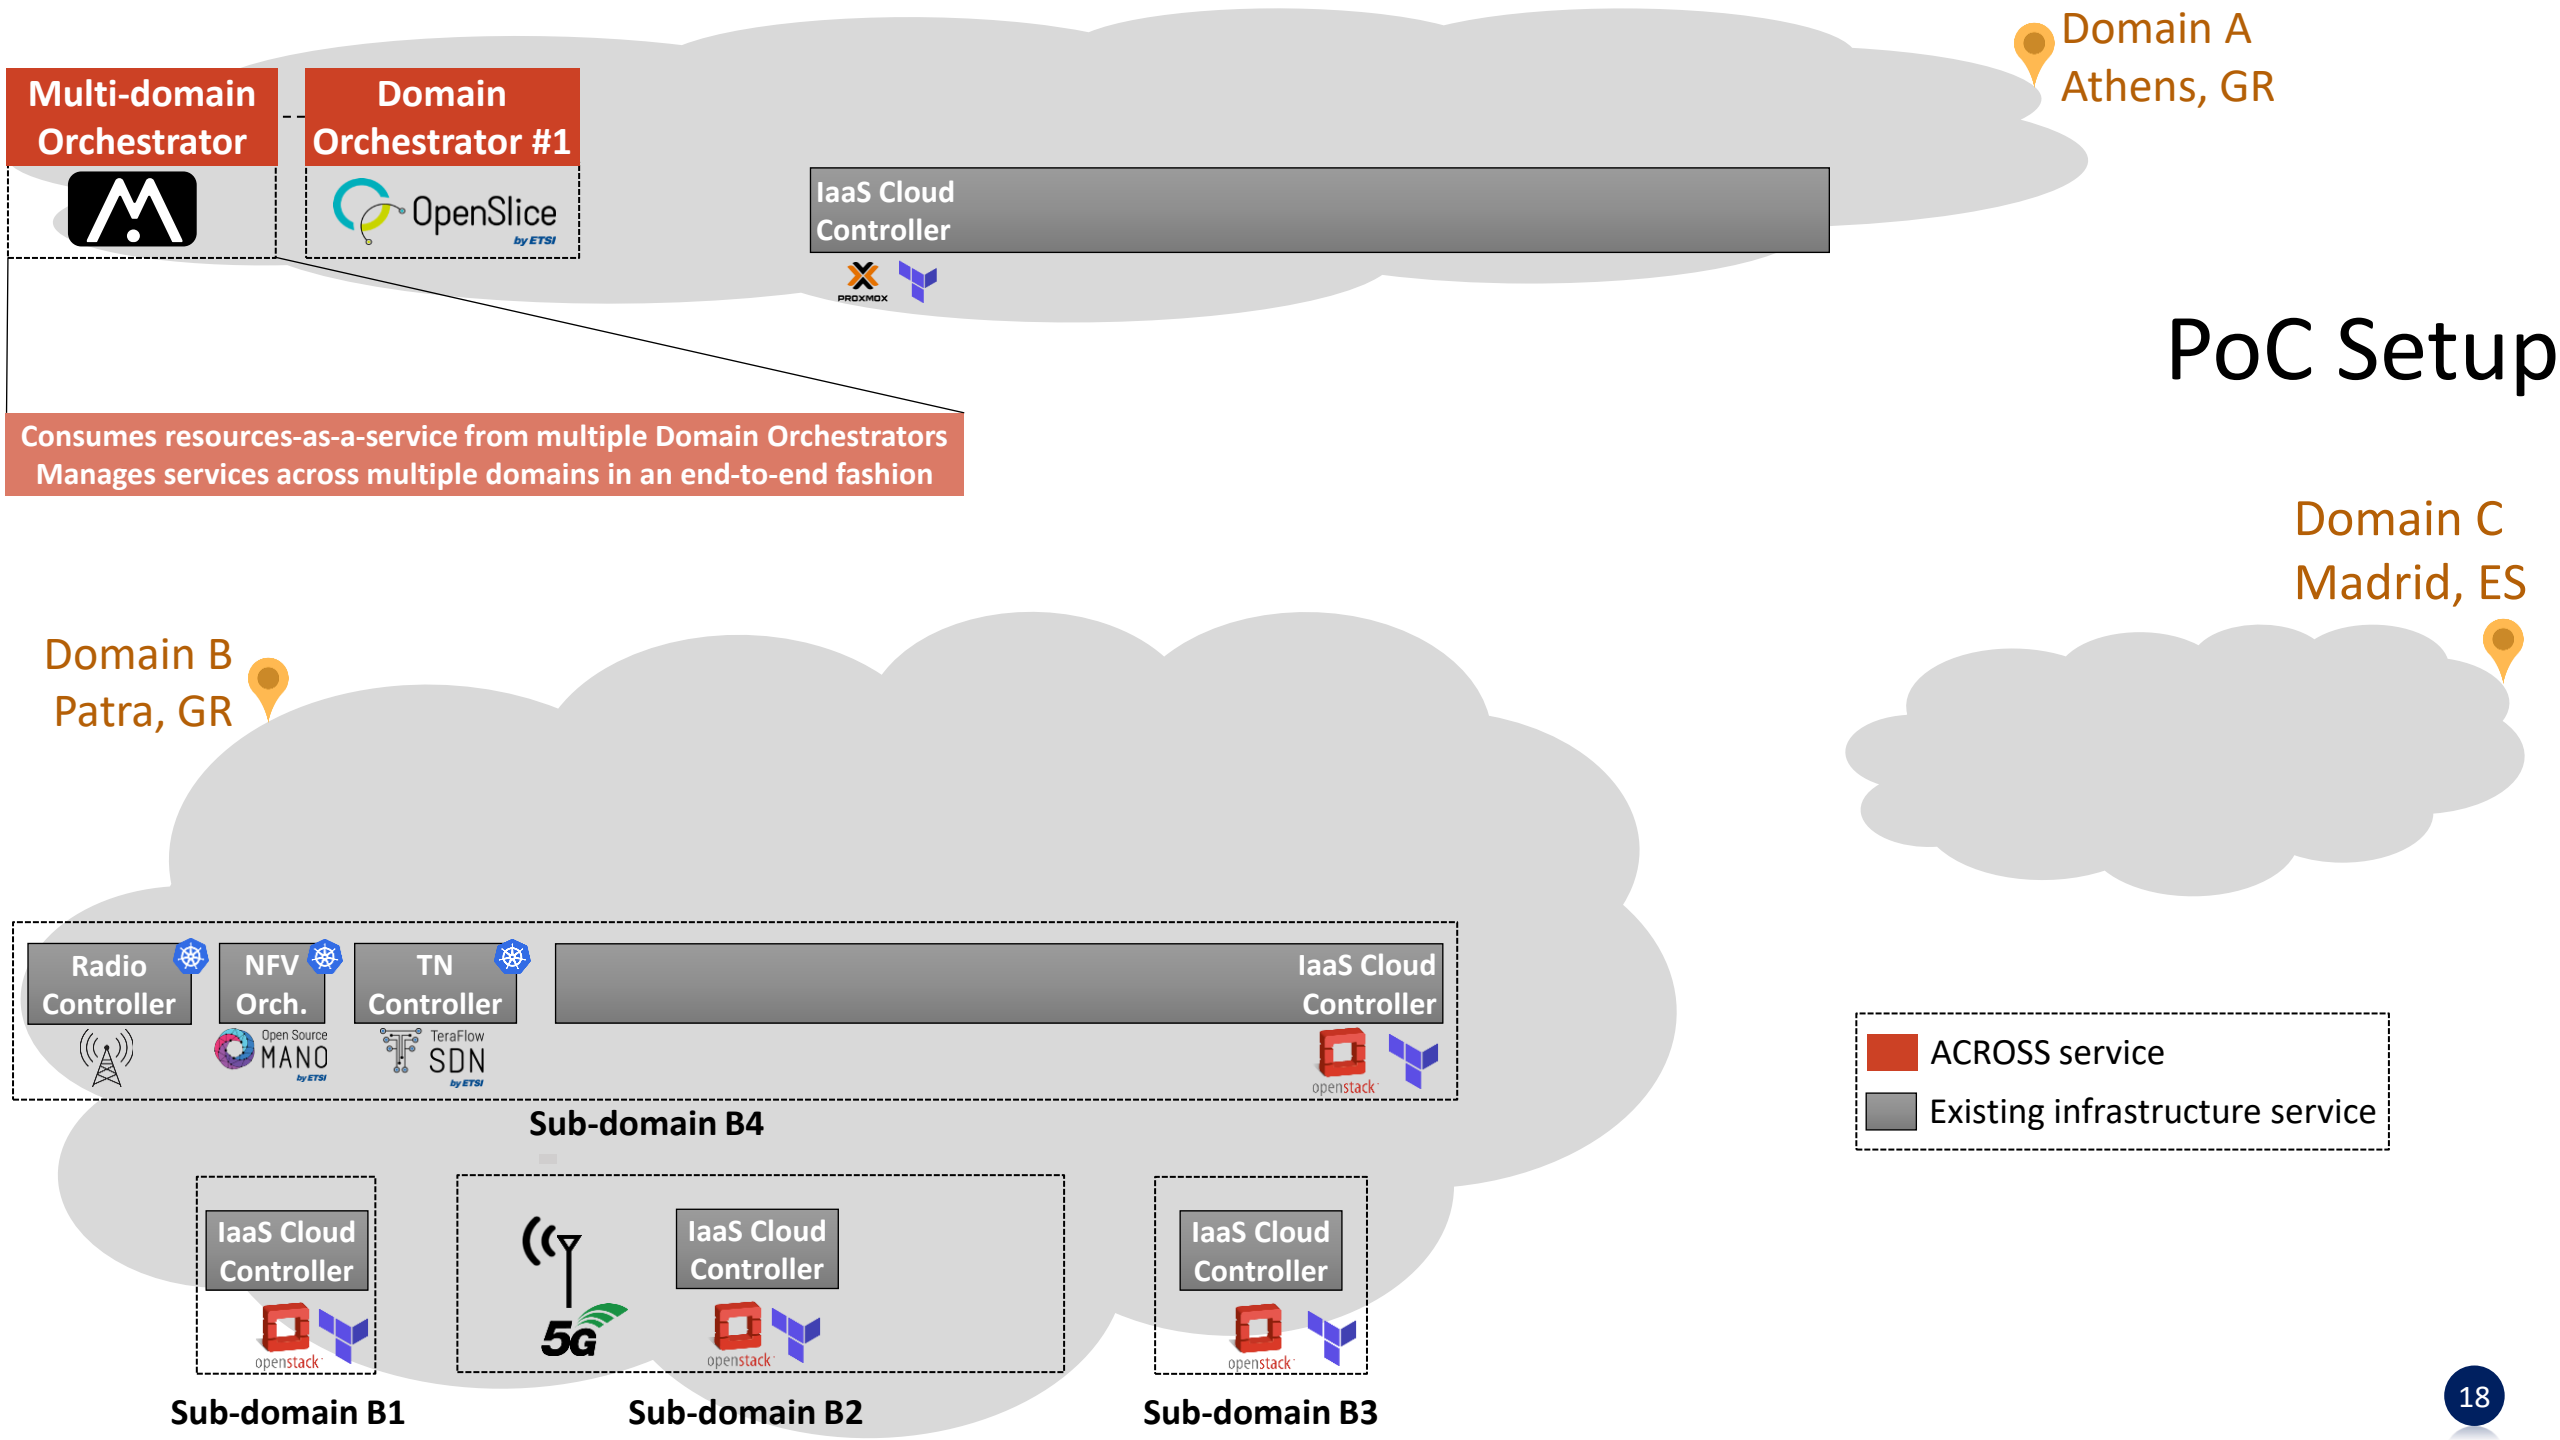 Domain A
Athens, GR
Multi-domain
Orchestrator
Domain
Orchestrator #1
OpenSlice
by ETSI
IaaS Cloud
Controller
PROXMOX
PoC Setup
Consumes resources-as-a-service from multiple Domain Orchestrators
Manages services across multiple domains in an end-to-end fashion
Domain C
Madrid, ES
Domain B
Patra, GR
Radio
Controller
NFV
Orch.
Open Source
MANO
by ETSI
TN
Controller
TeraFlow
SDN
by ETSI
IaaS Cloud
Controller
openstack
Sub-domain B4
ACROSS service
Existing infrastructure service
IaaS Cloud
Controller
openstack
Sub-domain B1
5G
IaaS Cloud
Controller
openstack
Sub-domain B2
IaaS Cloud
Controller
openstack
Sub-domain B3
18